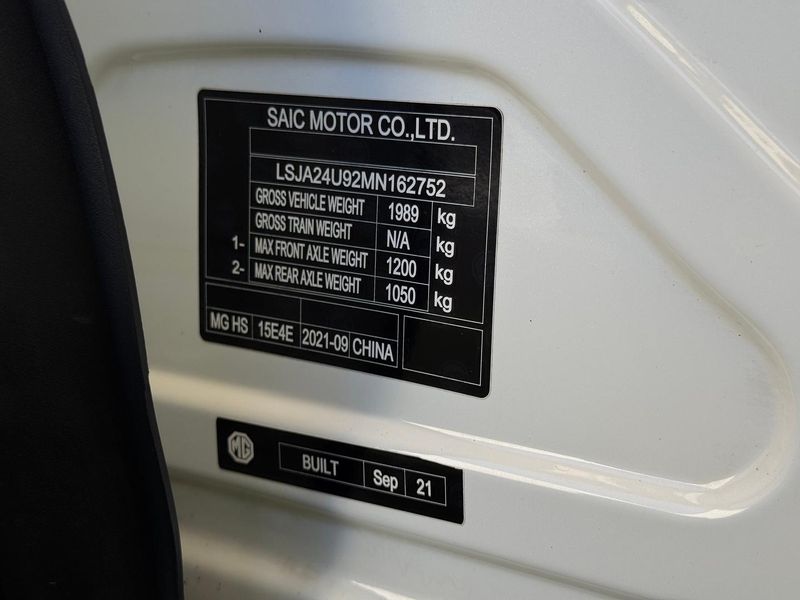 SAIC MOTOR CO.,LTD.
LSJA24U92MN162752
GROSS VEHICLE WEIGHT 1989 kg
GROSS TRAIN WEIGHT N/A kg
1- MAX FRONT AXLE WEIGHT 1200 kg
2- MAX REAR AXLE WEIGHT 1050 kg
MG HS 15E4E 2021-09 CHINA
MG BUILT Sep 21